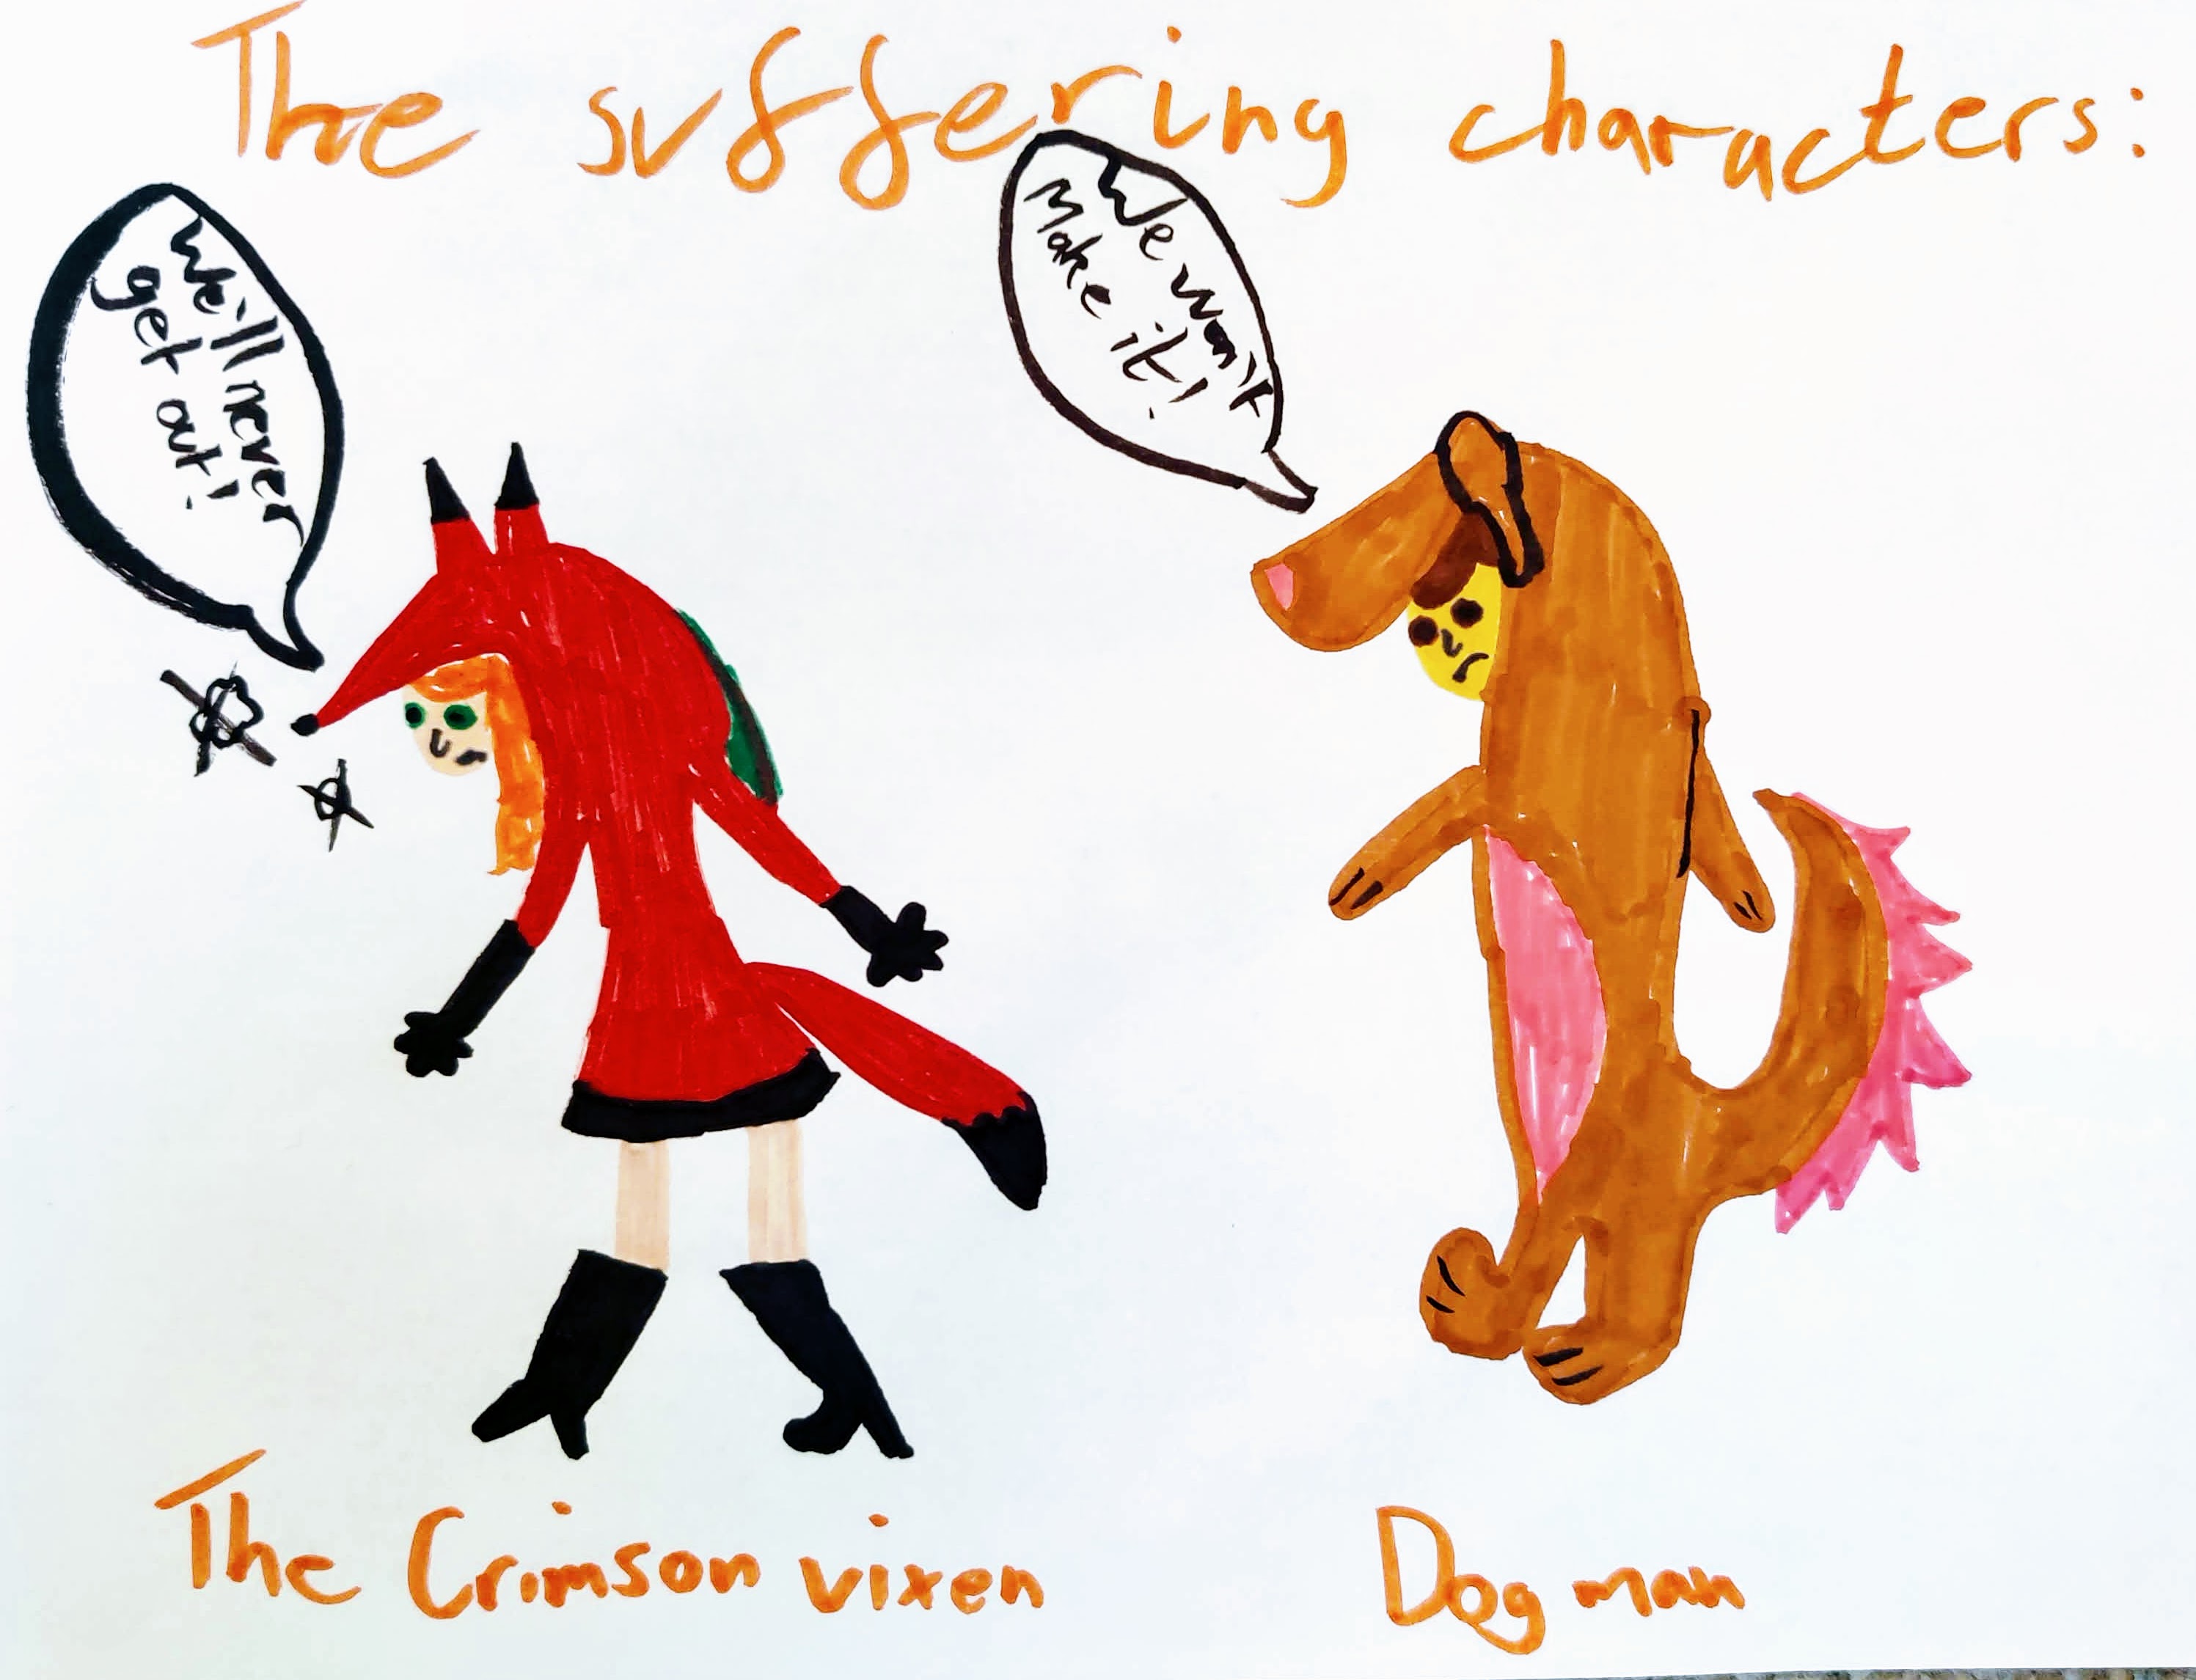 The suffering characters:
We'll never
get out!
We won't
Make it!
The Crimson vixen
Dog man